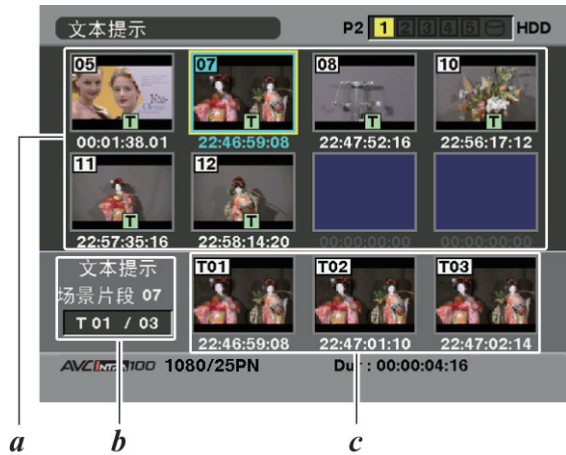 文本提示 P2 1 2 3 4 5 HDD
05 07 08 10
T T T T
00:01:38.01 22:46:59:08 22:47:52:16 22:56:17:12
11 12
T T
22:57:35:16 22:58:14:20 00:00:00:00 00:00:00:00
文本提示
场景片段 07
T 01 / 03
T01 T02 T03
22:46:59:08 22:47:01:10 22:47:02:14
AVC INTRA 100 1080/25PN Dur : 00:00:04:16
a b c